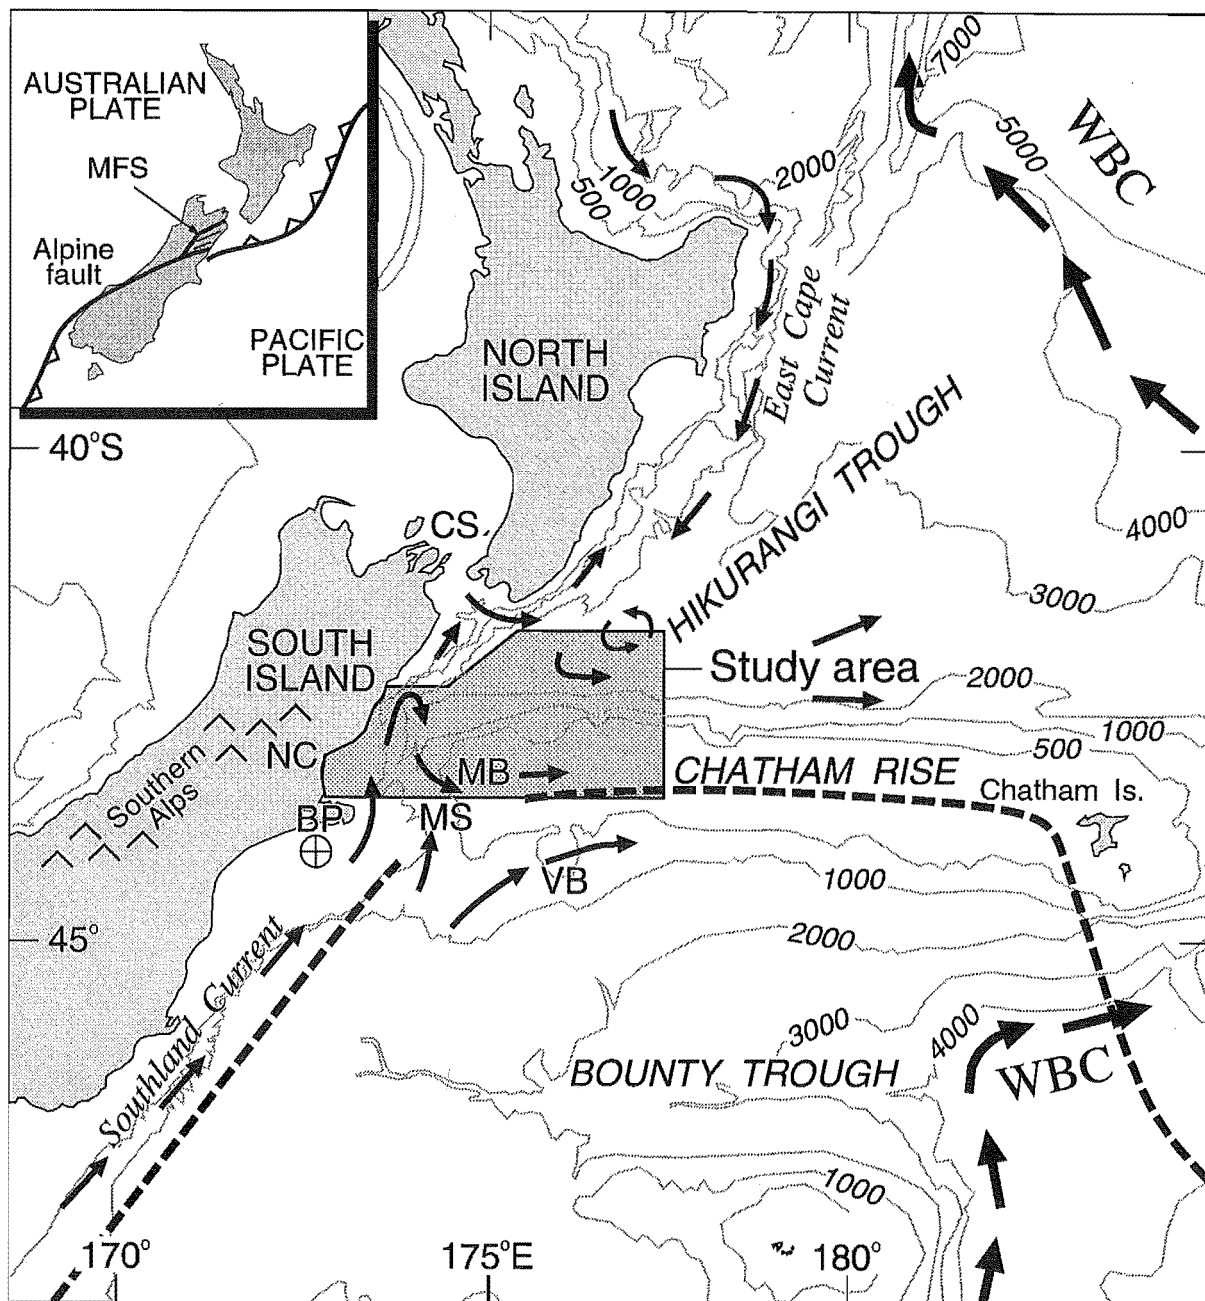 AUSTRALIAN
PLATE
MFS
Alpine
fault
PACIFIC
PLATE
7000
WBC
5000
2000
1000
500
East Cape
Current
NORTH
ISLAND
HIKURANGI TROUGH
40°S
CS
4000
3000
SOUTH
ISLAND
Study area
2000
1000
500
NC
MB
CHATHAM RISE
Chatham Is.
Southern
Alps
BP
MS
VB
1000
45°
2000
Southland Current
3000
4000
BOUNTY TROUGH
WBC
1000
170°
175°E
180°